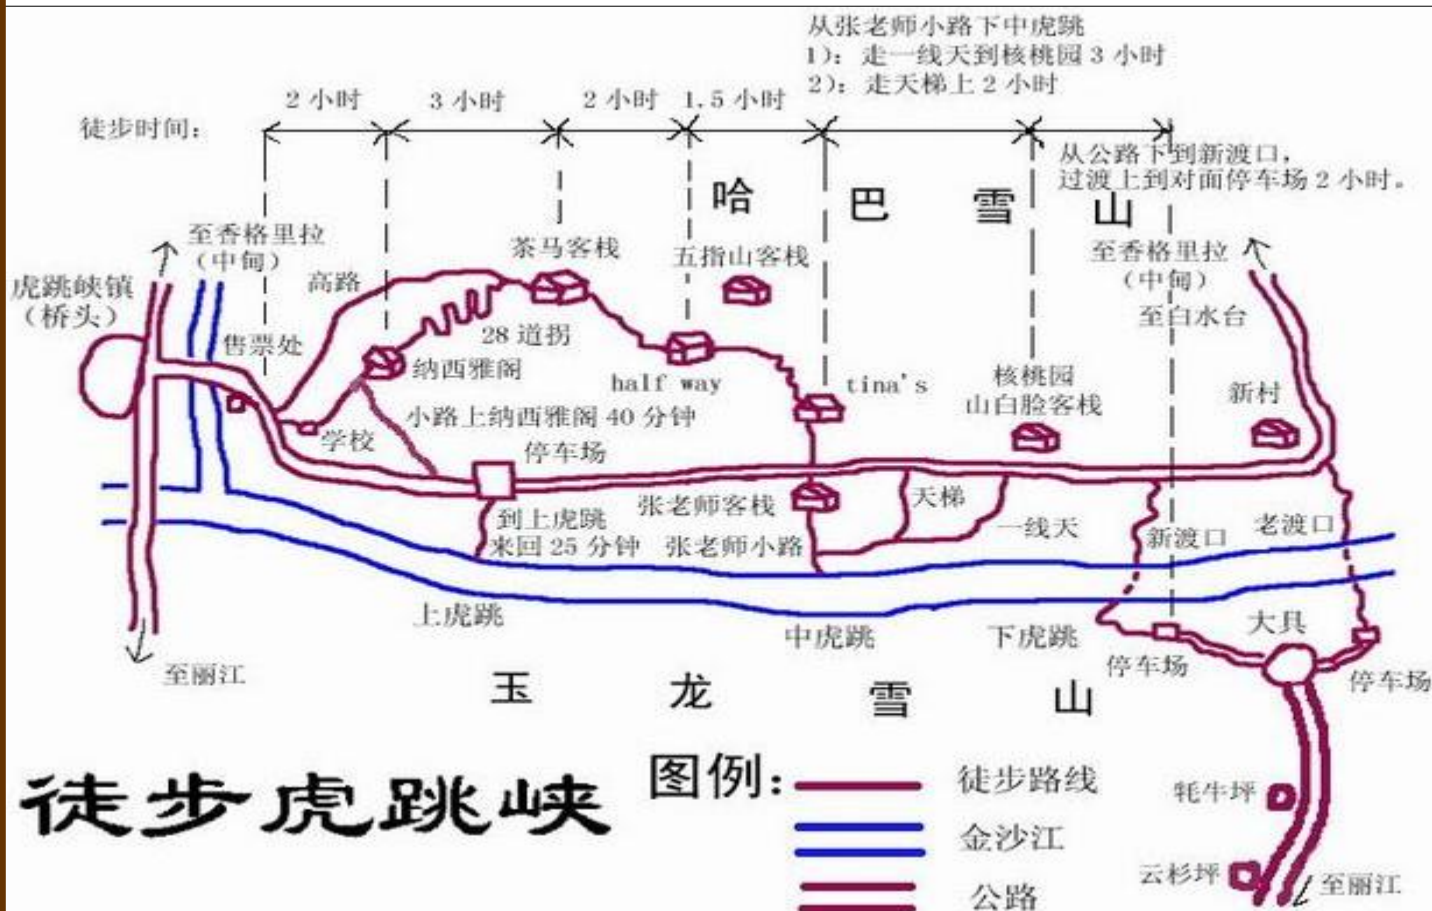 从张老师小路下中虎跳
1）：走一线天到核桃园 3 小时
2）：走天梯上 2 小时
徒步时间：
2 小时
3 小时
2 小时
1.5 小时
从公路下到新渡口，
过渡上到对面停车场 2 小时。
哈巴雪山
至香格里拉
（中甸）
虎跳峡镇
（桥头）
高路
茶马客栈
五指山客栈
至香格里拉
（中甸）
至白水台
售票处
28 道拐
纳西雅阁
half way
tina's
核桃园
山白脸客栈
新村
小路上纳西雅阁 40 分钟
学校
停车场
到上虎跳
来回 25 分钟
张老师客栈
张老师小路
天梯
一线天
新渡口
老渡口
上虎跳
中虎跳
下虎跳
大具
停车场
停车场
至丽江
玉龙雪山
徒步虎跳峡
图例：
徒步路线
金沙江
公路
牦牛坪
云杉坪
至丽江